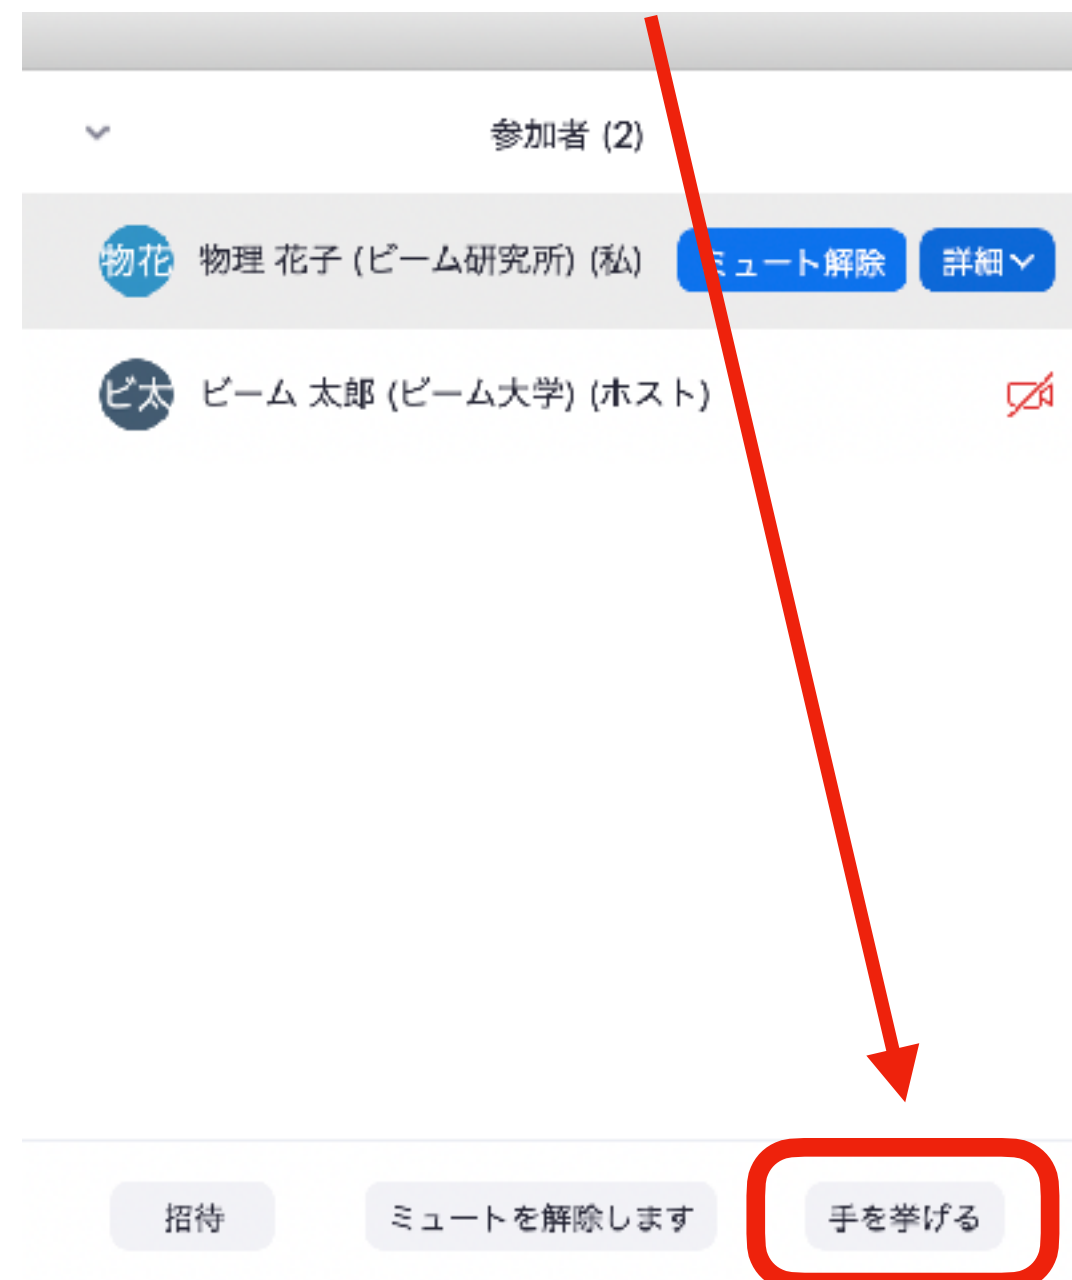 参加者 (2)
物花 物理 花子 (ビーム研究所) (私) ミュート解除 詳細
ビ太 ビーム 太郎 (ビーム大学) (ホスト)
招待 ミュートを解除します 手を挙げる